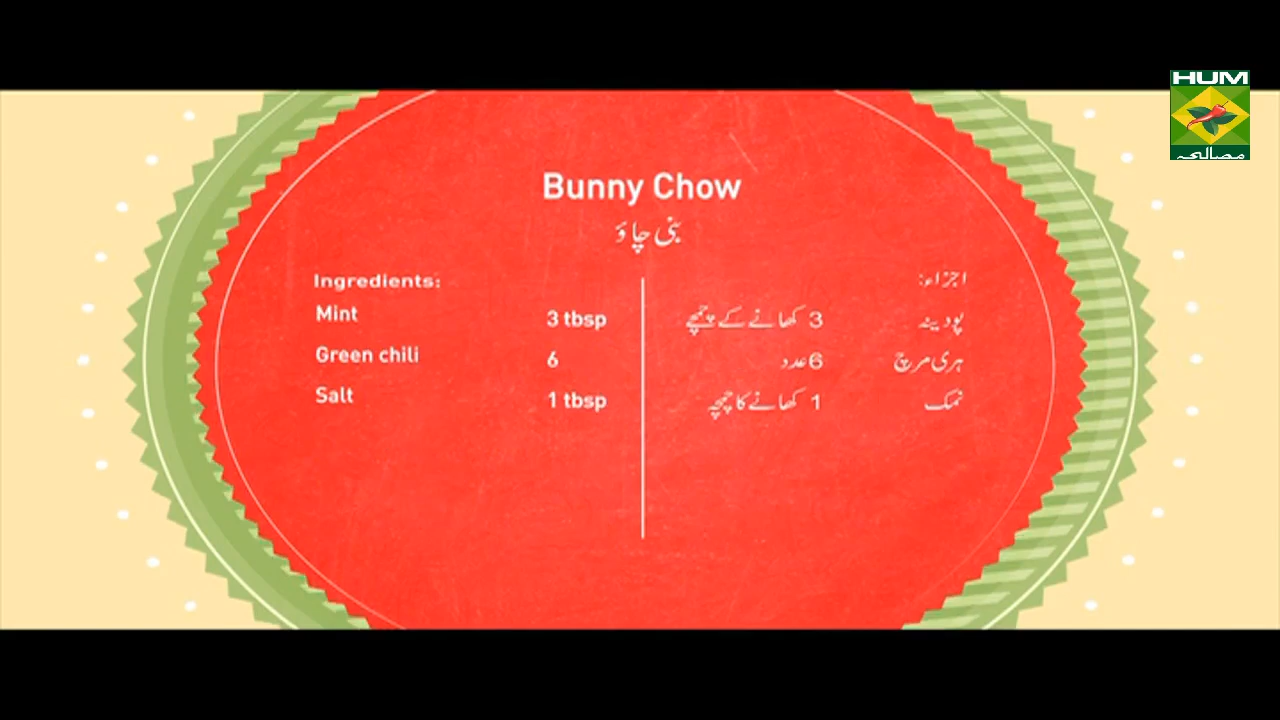 HUM
مصالحہ
Bunny Chow
بنی چاؤ
Ingredients:
Mint 3 tbsp
Green chili 6
Salt 1 tbsp
اجزاء:
پودینہ 3 کھانے کے چمچے
ہری مرچ 6 عدد
نمک 1 کھانے کا چمچہ